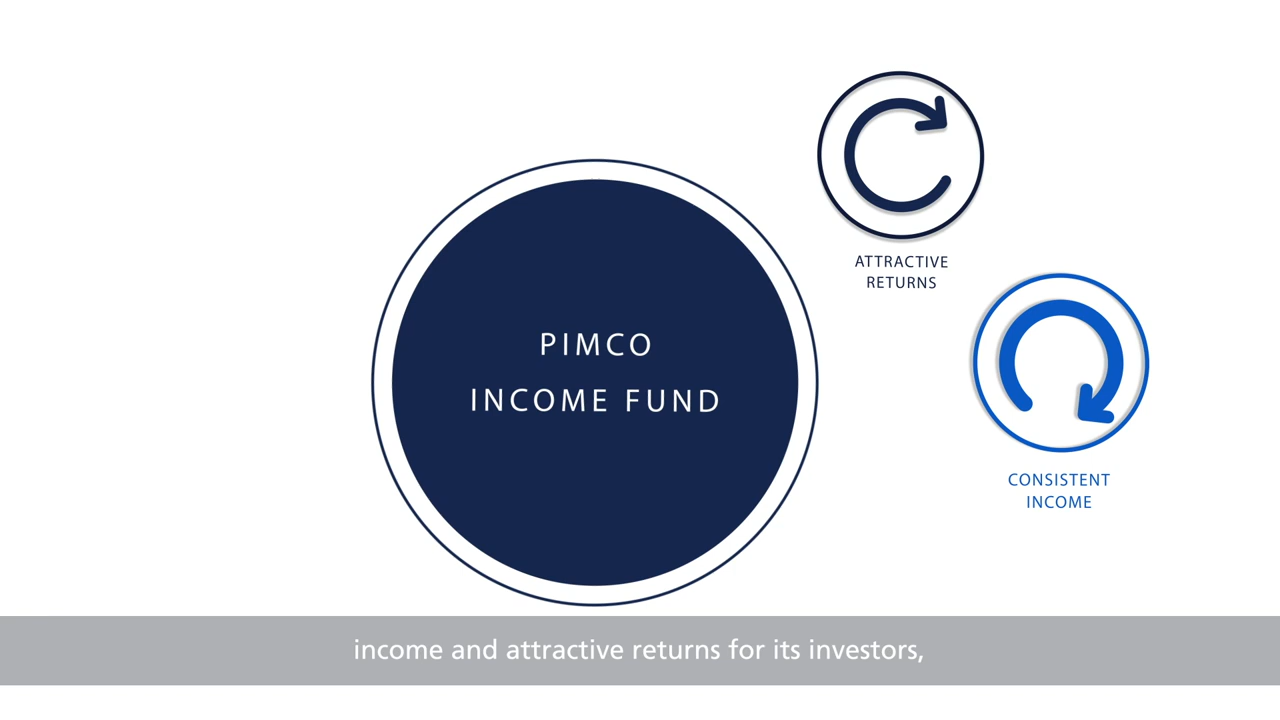 ATTRACTIVE
RETURNS
PIMCO
INCOME FUND
CONSISTENT
INCOME
income and attractive returns for its investors,